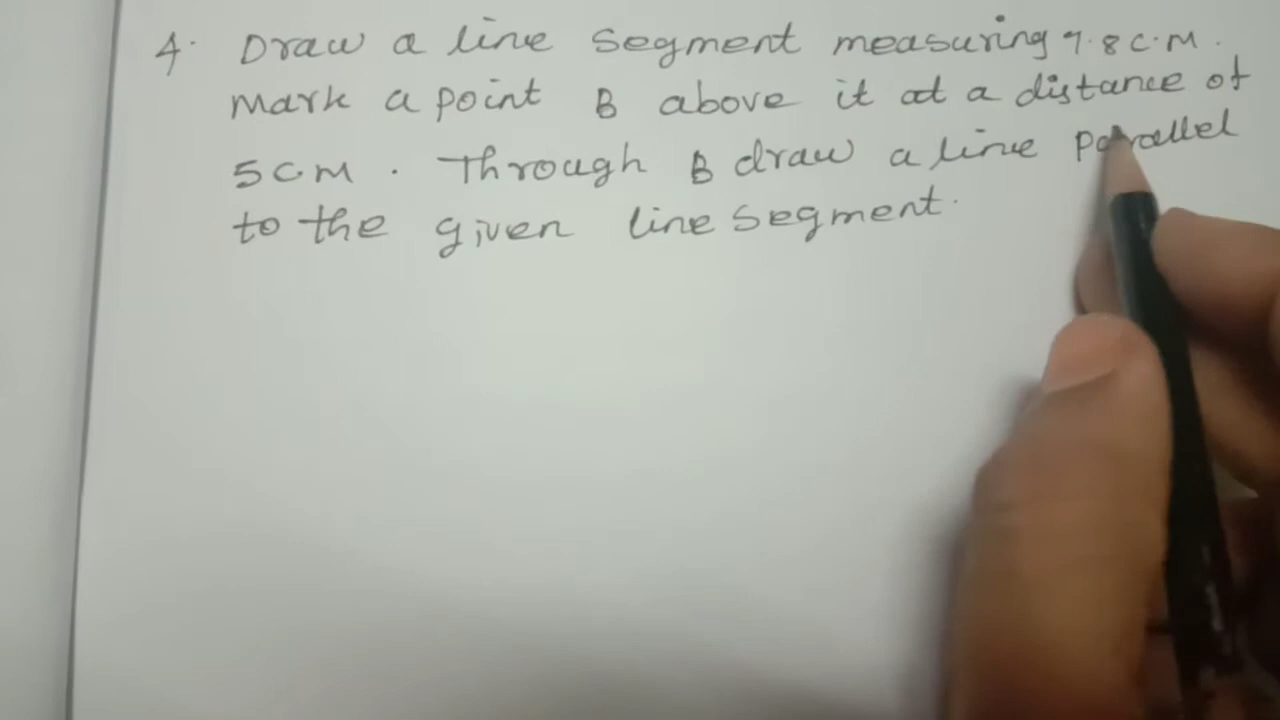 4. Draw a line segment measuring 7.8 C.M.
Mark a point B above it at a distance of
5CM. Through B draw a line parallel
to the given line segment.